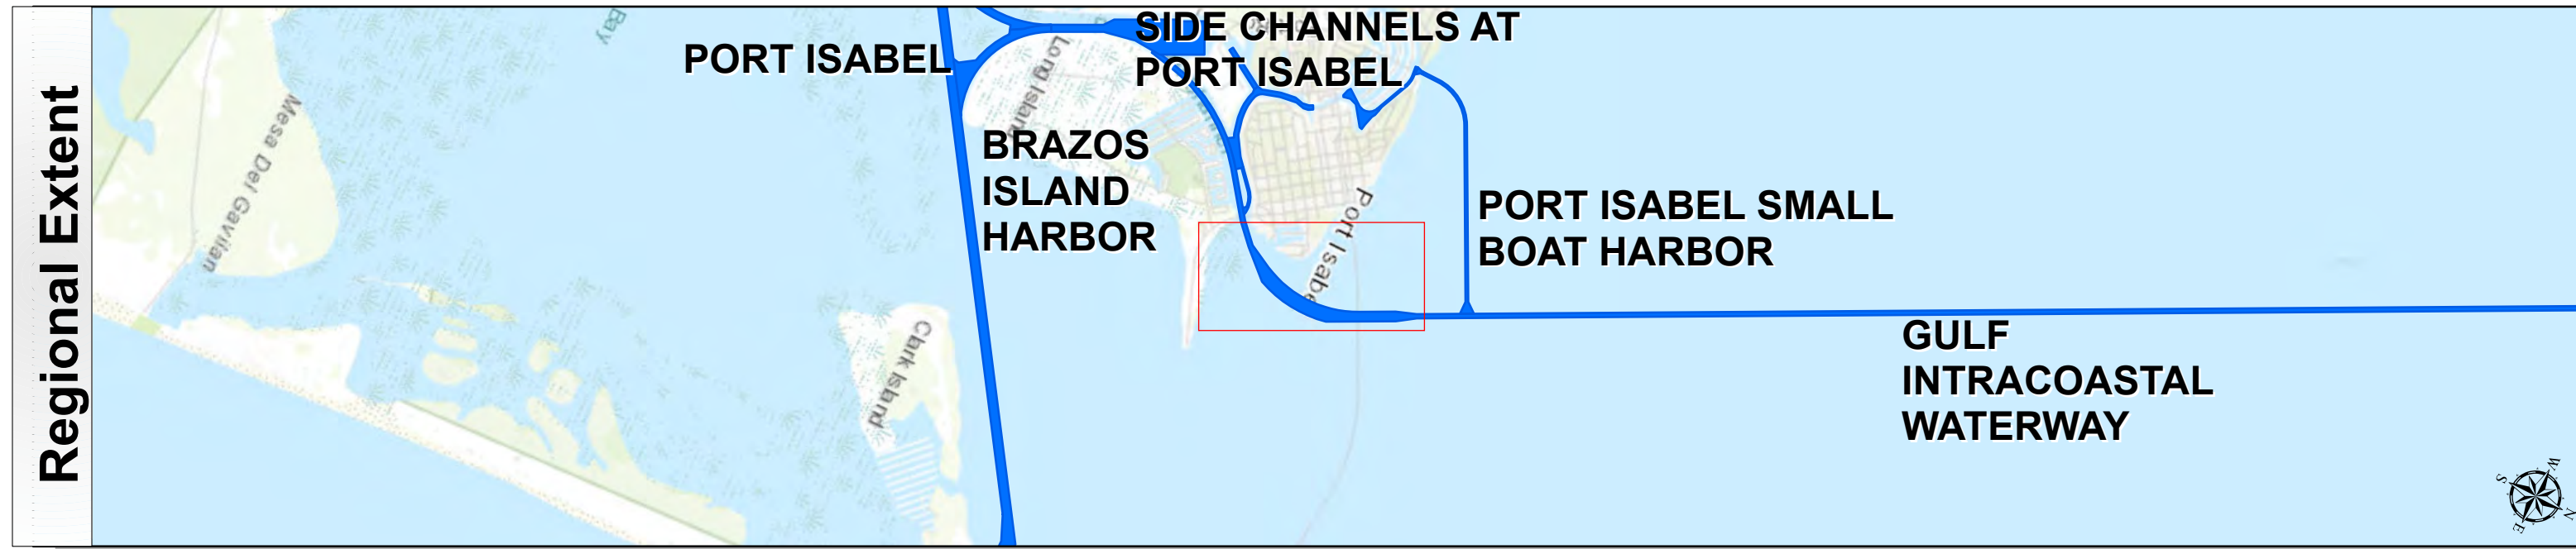 Regional Extent
Bay
PORT ISABEL
SIDE CHANNELS AT
PORT ISABEL
Long Island
Mesa Del Gavilan
BRAZOS
ISLAND
HARBOR
Port Isabe
PORT ISABEL SMALL
BOAT HARBOR
Clark Island
GULF
INTRACOASTAL
WATERWAY
W
S
N
E